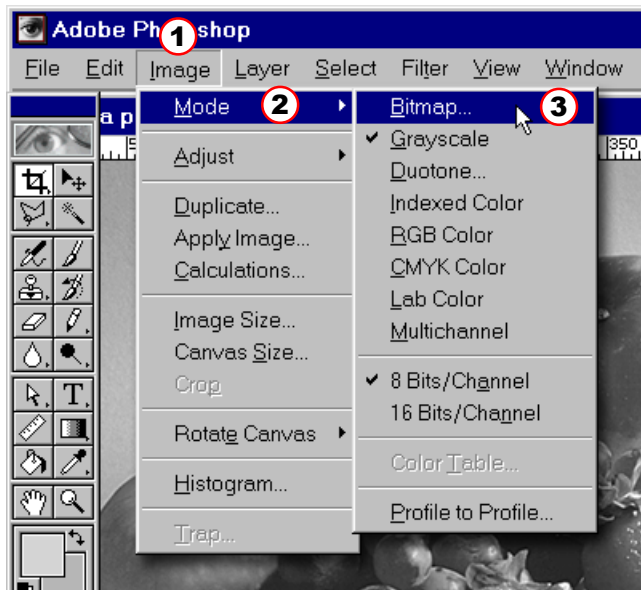 Adobe Ph shop
1
File Edit Image Layer Select Filter View Window
Mode 2
Bitmap... 3
a p
Grayscale
350
Adjust
Duotone...
Duplicate...
Indexed Color
Apply Image...
RGB Color
Calculations...
CMYK Color
Lab Color
Image Size...
Multichannel
Canvas Size...
Crop
8 Bits/Channel
16 Bits/Channel
Rotate Canvas
Color Table...
Histogram...
Profile to Profile...
Trap...
T